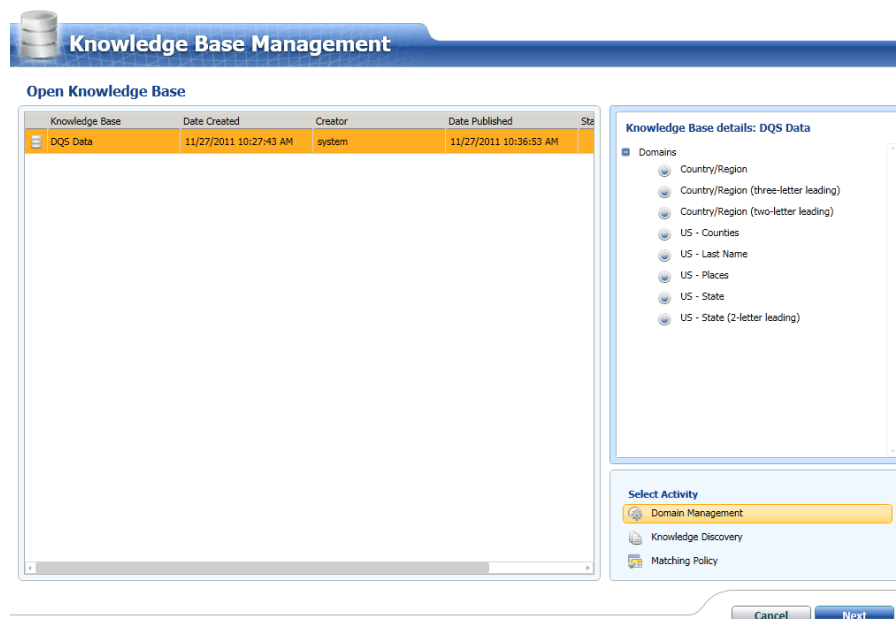 Knowledge Base Management
Open Knowledge Base
Knowledge Base Date Created Creator Date Published Sta
DQS Data 11/27/2011 10:27:43 AM system 11/27/2011 10:36:53 AM
Knowledge Base details: DQS Data
Domains
Country/Region
Country/Region (three-letter leading)
Country/Region (two-letter leading)
US - Counties
US - Last Name
US - Places
US - State
US - State (2-letter leading)
Select Activity
Domain Management
Knowledge Discovery
Matching Policy
Cancel Next